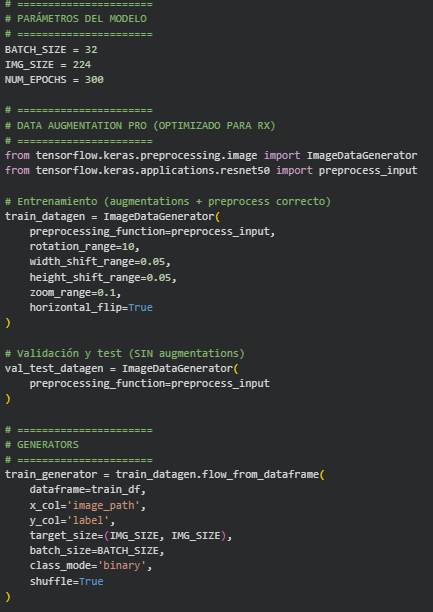 # ======================
# PARÁMETROS DEL MODELO
# ======================
BATCH_SIZE = 32
IMG_SIZE = 224
NUM_EPOCHS = 300
# ======================
# DATA AUGMENTATION PRO (OPTIMIZADO PARA RX)
# ======================
from tensorflow.keras.preprocessing.image import ImageDataGenerator
from tensorflow.keras.applications.resnet50 import preprocess_input
# Entrenamiento (augmentations + preprocess correcto)
train_datagen = ImageDataGenerator(
    preprocessing_function=preprocess_input,
    rotation_range=10,
    width_shift_range=0.05,
    height_shift_range=0.05,
    zoom_range=0.1,
    horizontal_flip=True
)
# Validación y test (SIN augmentations)
val_test_datagen = ImageDataGenerator(
    preprocessing_function=preprocess_input
)
# ======================
# GENERATORS
# ======================
train_generator = train_datagen.flow_from_dataframe(
    dataframe=train_df,
    x_col='image_path',
    y_col='label',
    target_size=(IMG_SIZE, IMG_SIZE),
    batch_size=BATCH_SIZE,
    class_mode='binary',
    shuffle=True
)